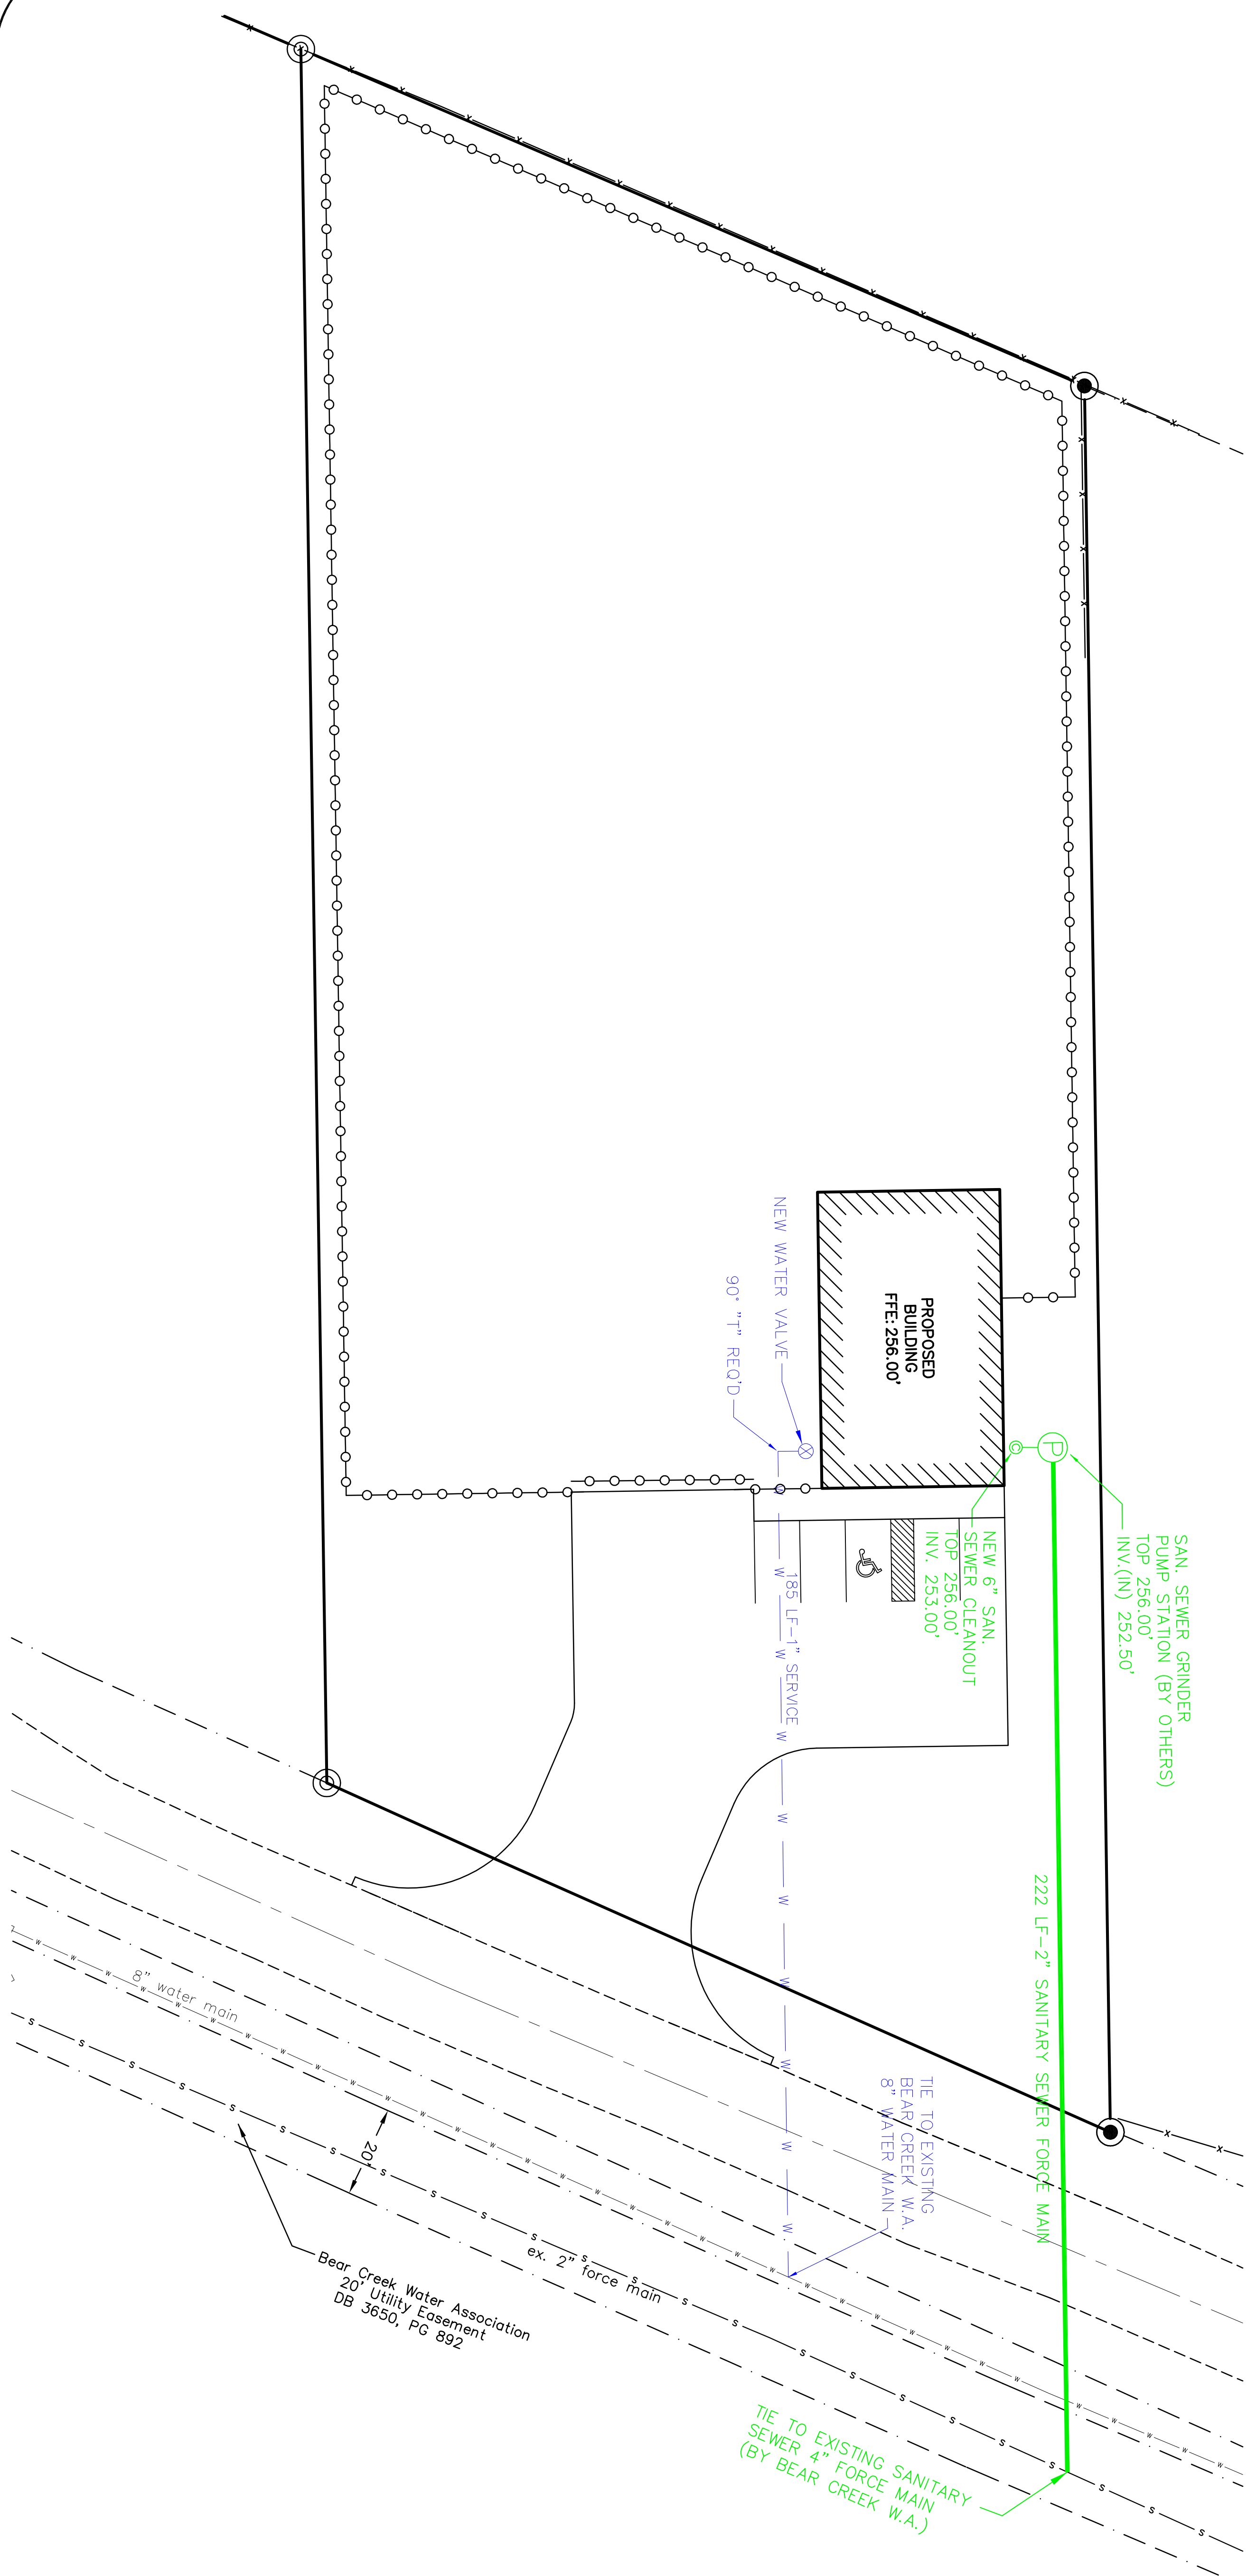 PROPOSED
BUILDING
FFE: 256.00'
NEW WATER VALVE
90° "T" REQ'D
185 LF-1" SERVICE
NEW 6" SAN.
SEWER CLEANOUT
TOP 256.00'
INV. 253.00'
C
P
SAN. SEWER GRINDER
PUMP STATION (BY OTHERS)
TOP 256.00'
INV.(IN) 252.50'
222 LF-2" SANITARY SEWER FORCE MAIN
TIE TO EXISTING
BEAR CREEK W.A.
8" WATER MAIN
8" water main
20'
ex. 2" force main
Bear Creek Water Association
20' Utility Easement
DB 3650, PG 892
TIE TO EXISTING SANITARY
SEWER 4" FORCE MAIN
(BY BEAR CREEK W.A.)